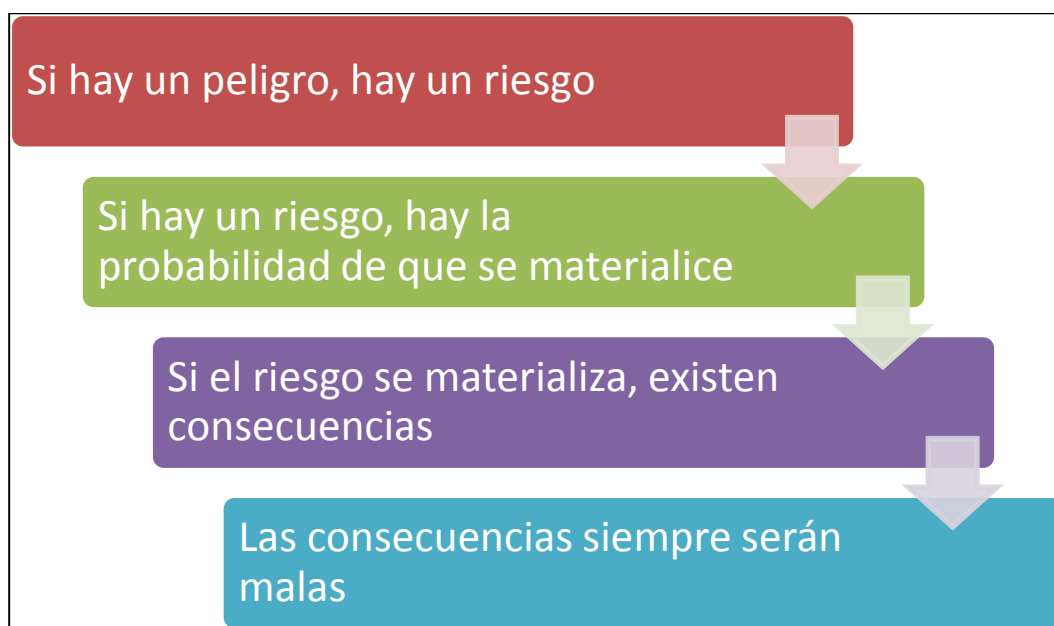 Si hay un peligro, hay un riesgo
Si hay un riesgo, hay la
probabilidad de que se materialice
Si el riesgo se materializa, existen
consecuencias
Las consecuencias siempre serán
malas